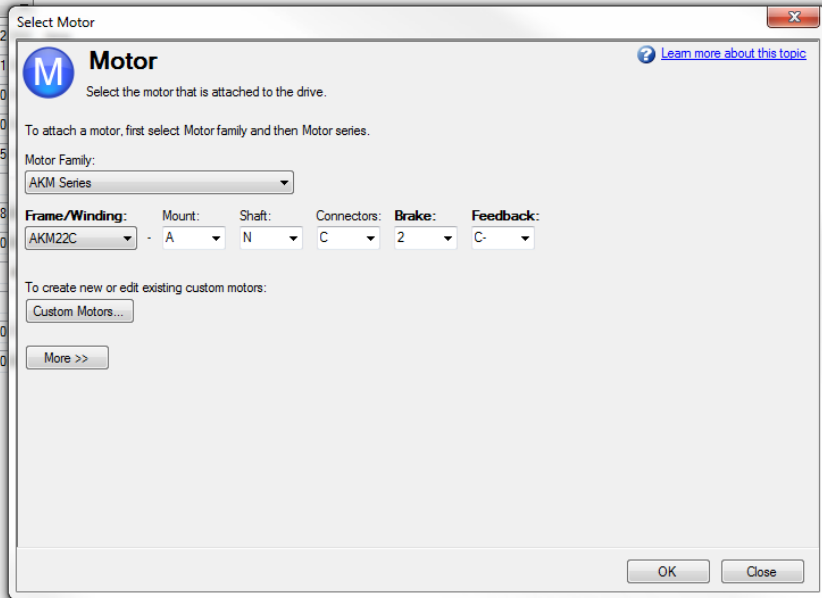 Select Motor
M
Motor
Learn more about this topic
Select the motor that is attached to the drive.
To attach a motor, first select Motor family and then Motor series.
Motor Family:
AKM Series
Frame/Winding: Mount: Shaft: Connectors: Brake: Feedback:
AKM22C - A N C 2 C-
To create new or edit existing custom motors:
Custom Motors...
More >>
OK Close